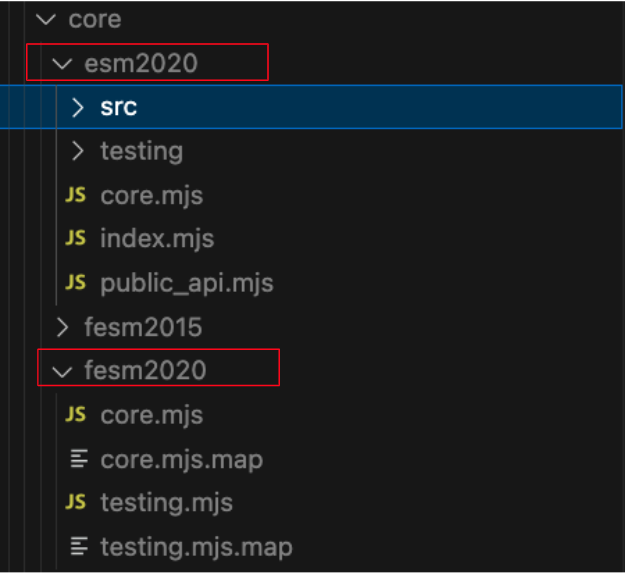 core
esm2020
src
testing
JS core.mjs
JS index.mjs
JS public_api.mjs
fesm2015
fesm2020
JS core.mjs
core.mjs.map
JS testing.mjs
testing.mjs.map